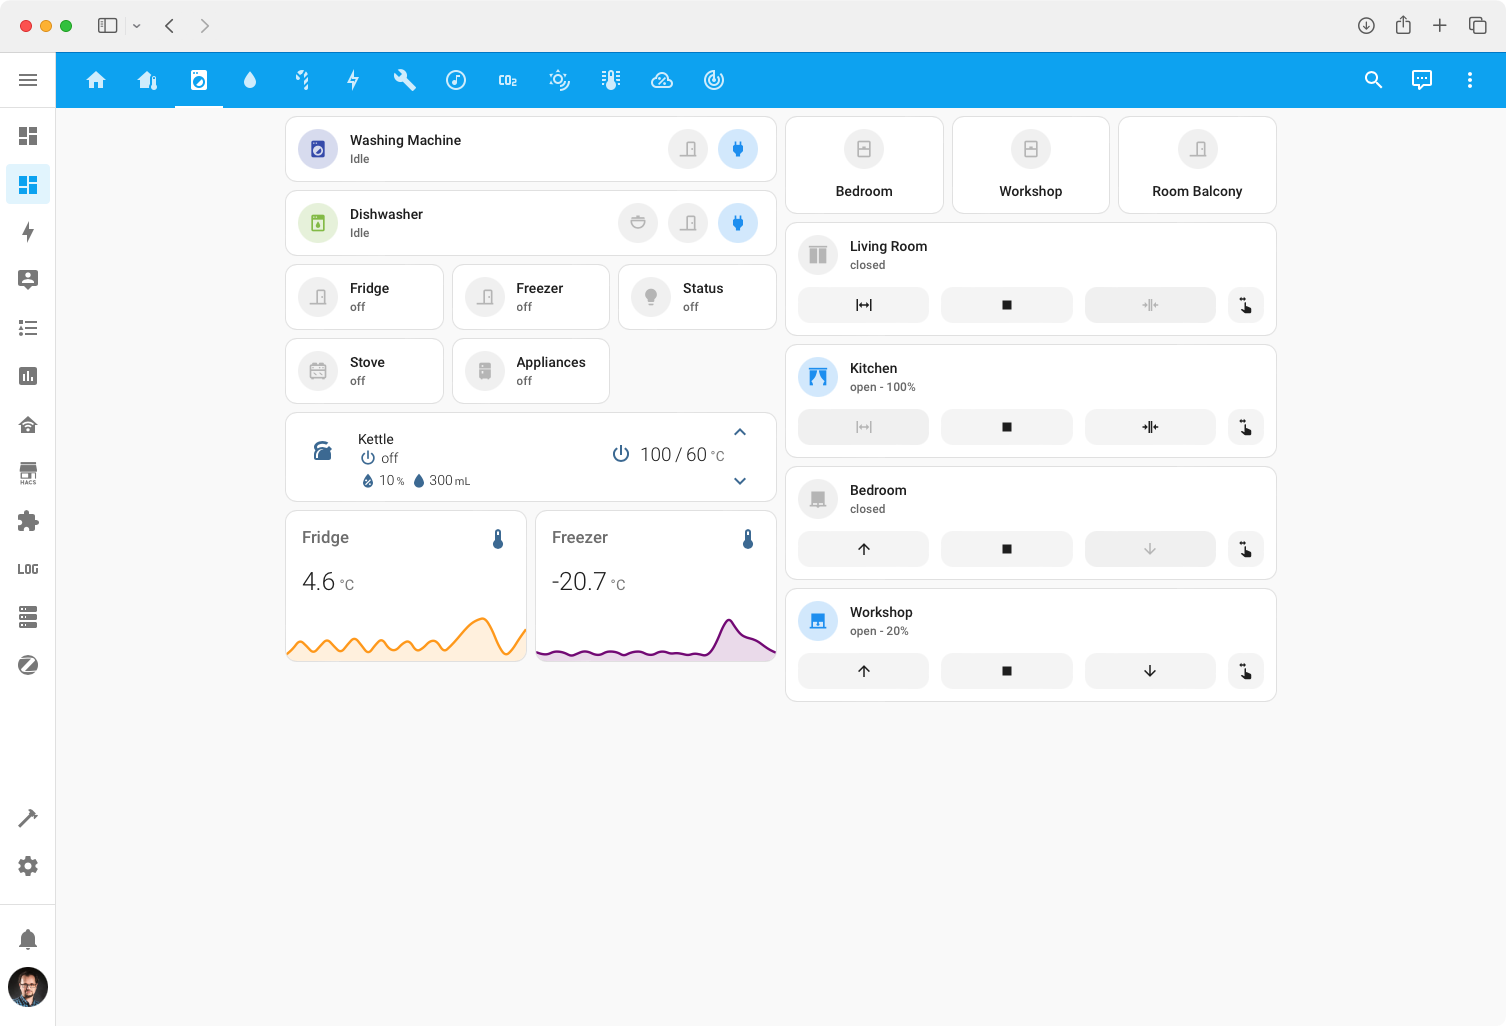 CO2
HACS
LOG
Washing Machine
Idle
Dishwasher
Idle
Fridge
off
Freezer
off
Status
off
Stove
off
Appliances
off
Kettle
off
10 %
300 mL
100 / 60 °C
Fridge
4.6 °C
Freezer
-20.7 °C
Bedroom
Workshop
Room Balcony
Living Room
closed
Kitchen
open - 100%
Bedroom
closed
Workshop
open - 20%